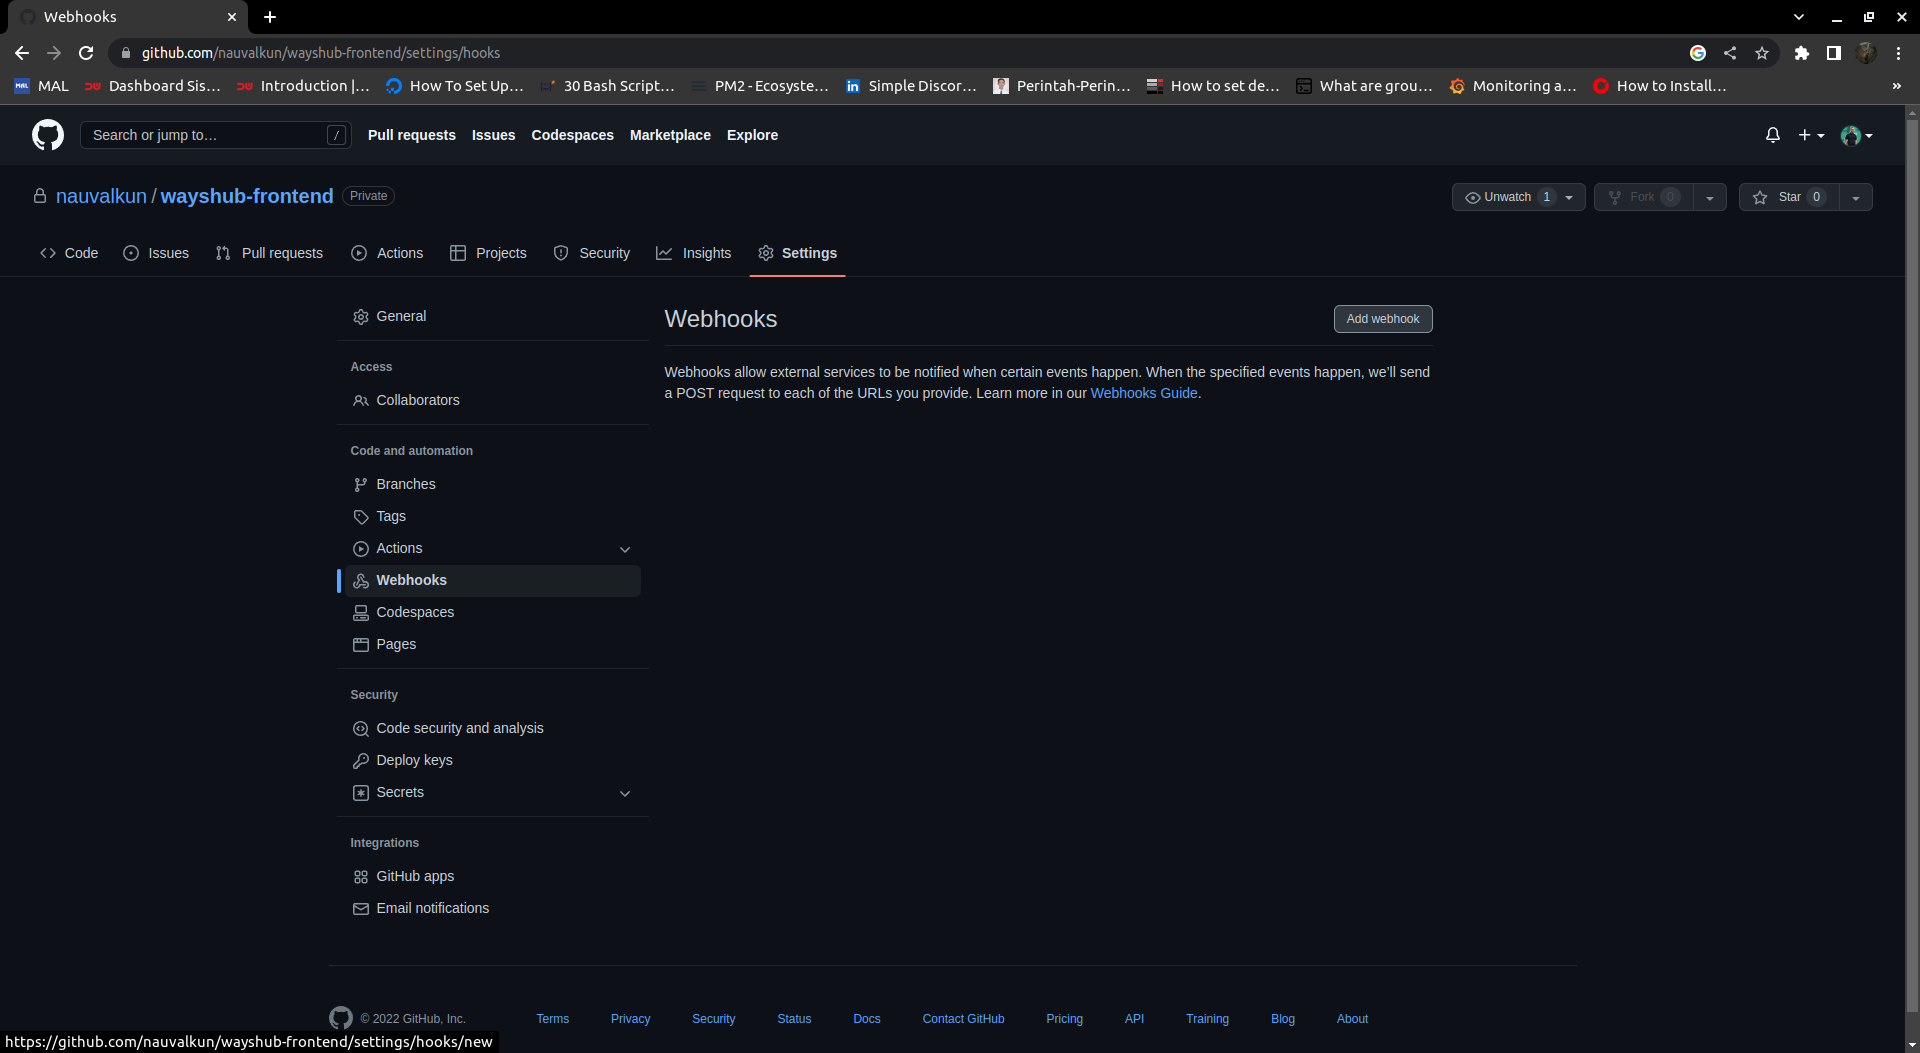 Webhooks
github.com/nauvalkun/wayshub-frontend/settings/hooks
MAL Dashboard Sis... Introduction |... How To Set Up... 30 Bash Script... PM2 - Ecosyste... Simple Discor... Perintah-Perin... How to set de... What are grou... Monitoring a... How to Install... »
Search or jump to... / Pull requests Issues Codespaces Marketplace Explore
nauvalkun / wayshub-frontend Private Unwatch 1 Fork 0 Star 0
Code Issues Pull requests Actions Projects Security Insights Settings
General
Access
Collaborators
Code and automation
Branches
Tags
Actions
Webhooks
Codespaces
Pages
Security
Code security and analysis
Deploy keys
Secrets
Integrations
GitHub apps
Email notifications
Webhooks Add webhook
Webhooks allow external services to be notified when certain events happen. When the specified events happen, we'll send
a POST request to each of the URLs you provide. Learn more in our Webhooks Guide.
© 2022 GitHub, Inc. Terms Privacy Security Status Docs Contact GitHub Pricing API Training Blog About
https://github.com/nauvalkun/wayshub-frontend/settings/hooks/new